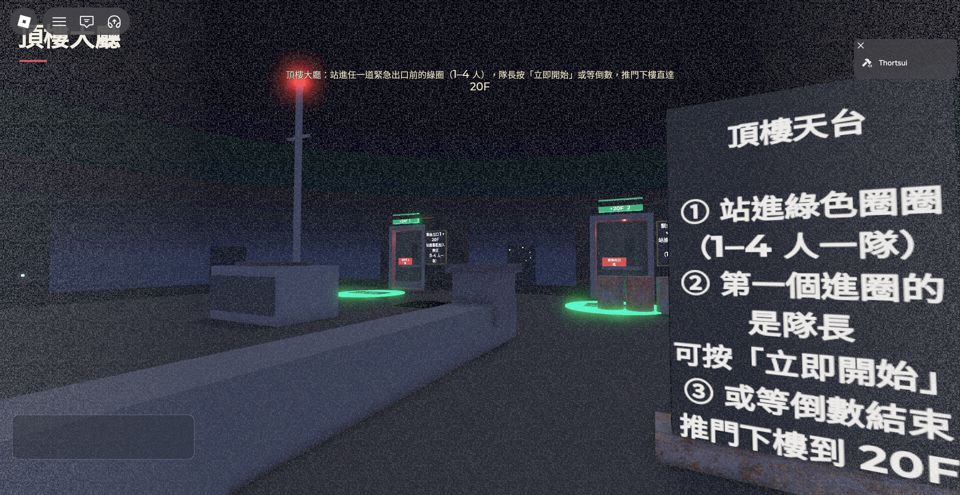 頂樓大廳
頂樓大廳：站進任一道緊急出口前的綠圈（1–4 人），隊長按「立即開始」或等倒數，推門下樓直達
20F
Thortsui
頂樓天台
① 站進綠色圈圈
（1–4 人一隊）
② 第一個進圈的
是隊長
可按「立即開始」
③ 或等倒數結束
推門下樓到 20F